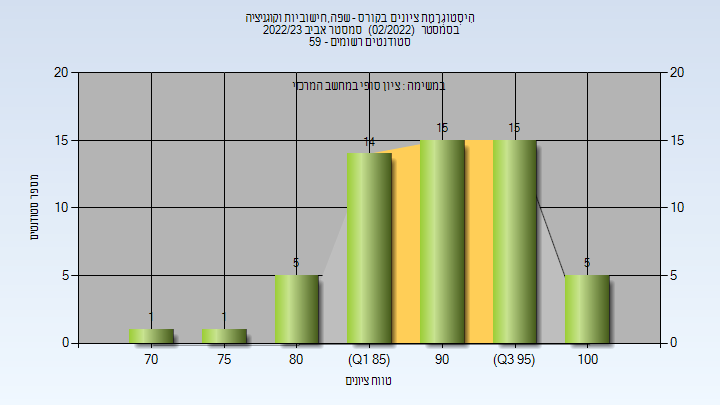 היסטוגרמת ציונים בקורס - שפה,חישוביות וקוגניציה
בסמסטר (02/2022) סמסטר אביב 2022/23
סטודנטים רשומים - 59
במשימה : ציון סופי במחשב המרכזי
20 20
15 15
10 10
5 5
0 0
1 1 5 14 15 15 5
70 75 80 (Q1 85) 90 (Q3 95) 100
מספר סטודנטים
טווח ציונים